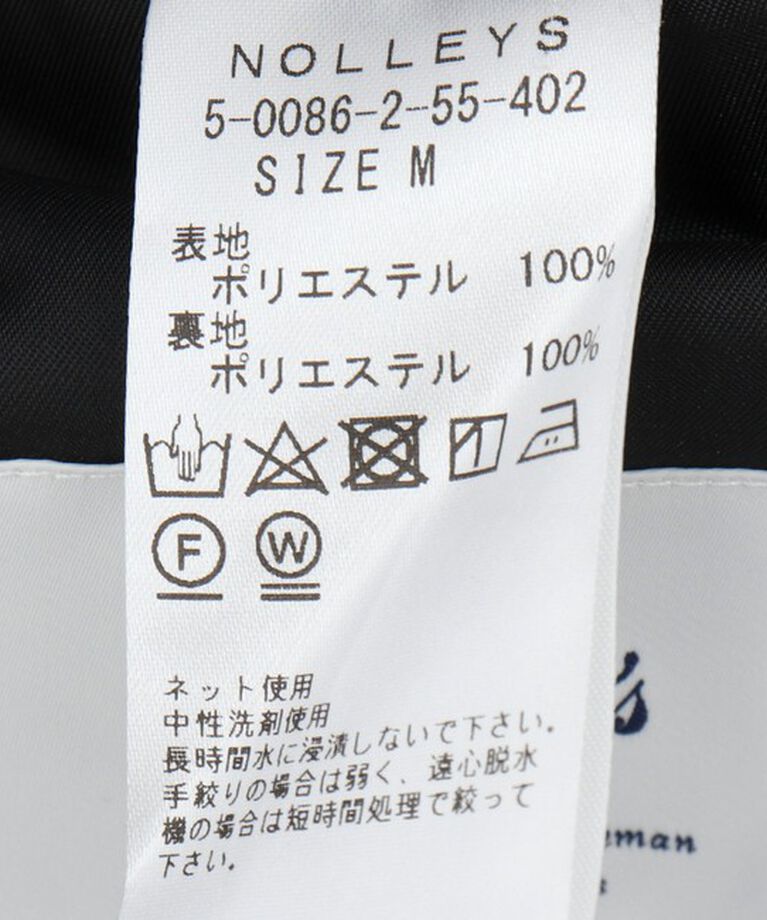 NOLLEYS
5-0086-2-55-402
SIZE M
表地
ポリエステル 100%
裏地
ポリエステル 100%
F W
ネット使用
中性洗剤使用
長時間水に浸漬しないで下さい。
手絞りの場合は弱く、遠心脱水
機の場合は短時間処理で絞って
下さい。